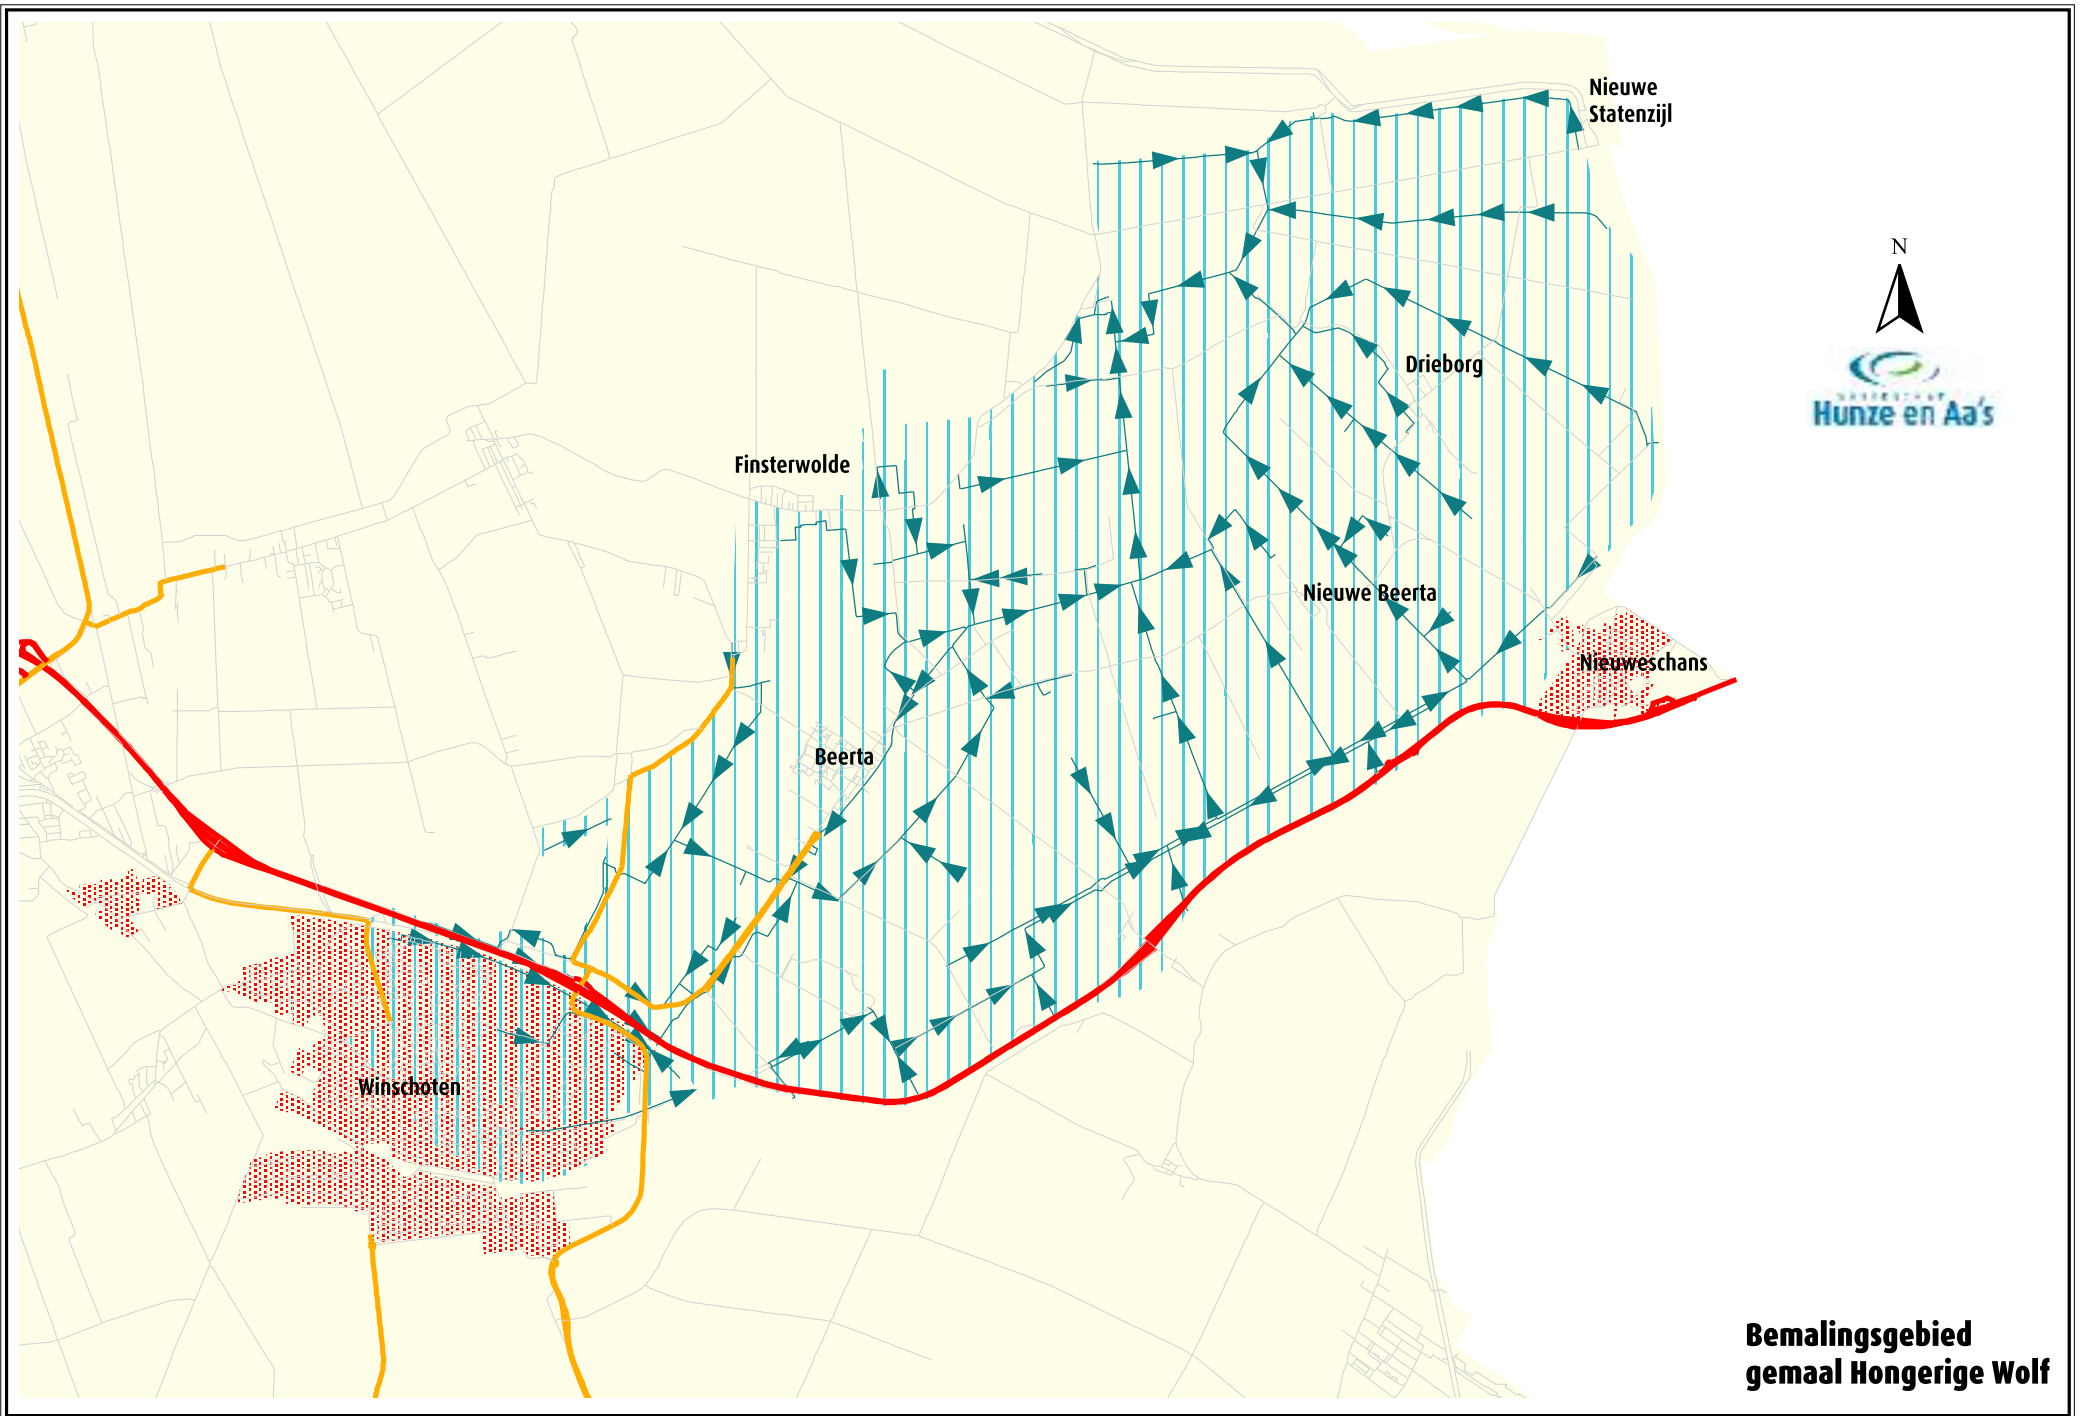 Nieuwe
Statenzijl
N
Drieborg
Hunze en Aa's
Finsterwolde
Nieuwe Beerta
Nieuweschans
Beerta
Winschoten
Bemalingsgebied
gemaal Hongerige Wolf